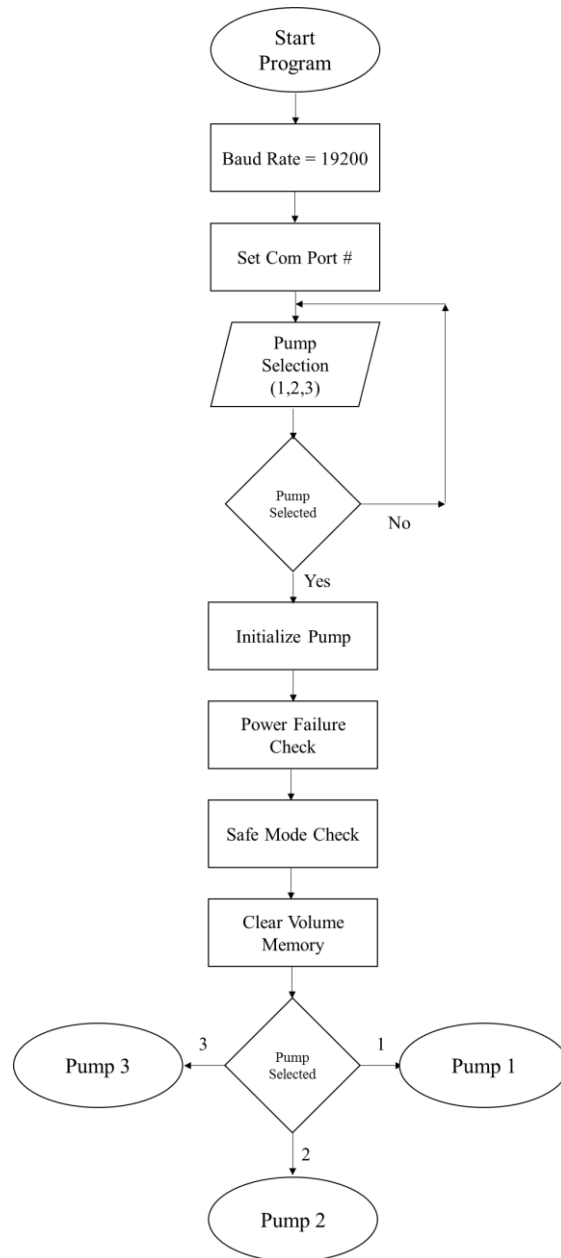 Start
Program
Baud Rate = 19200
Set Com Port #
Pump
Selection
(1,2,3)
Pump
Selected
No
Yes
Initialize Pump
Power Failure
Check
Safe Mode Check
Clear Volume
Memory
3
1
Pump 3
Pump
Selected
Pump 1
2
Pump 2